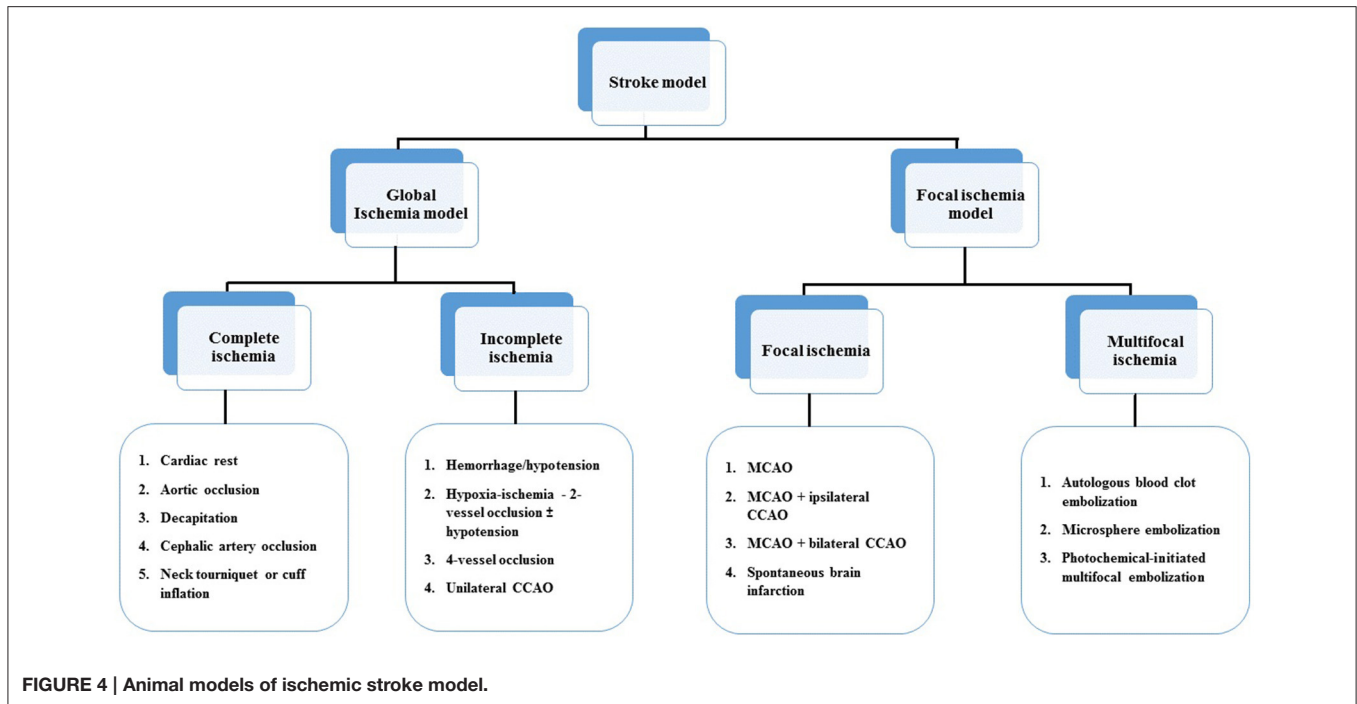 Stroke model
Global
Ischemia model
Focal ischemia
model
Complete
ischemia
Incomplete
ischemia
Focal ischemia
Multifocal
ischemia
1. Cardiac rest
2. Aortic occlusion
3. Decapitation
4. Cephalic artery occlusion
5. Neck tourniquet or cuff
inflation
1. Hemorrhage/hypotension
2. Hypoxia-ischemia - 2-
vessel occlusion ±
hypotension
3. 4-vessel occlusion
4. Unilateral CCAO
1. MCAO
2. MCAO + ipsilateral
CCAO
3. MCAO + bilateral CCAO
4. Spontaneous brain
infarction
1. Autologous blood clot
embolization
2. Microsphere embolization
3. Photochemical-initiated
multifocal embolization
FIGURE 4 | Animal models of ischemic stroke model.